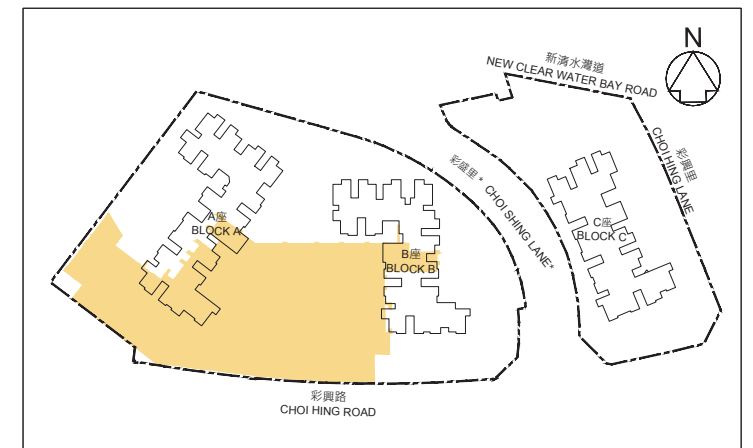 新清水灣道
NEW CLEAR WATER BAY ROAD
N
彩興里
CHOI HING LANE
彩盛里*
CHOI SHING LANE*
A座
BLOCK A
B座
BLOCK B
C座
BLOCK C
彩興路
CHOI HING ROAD